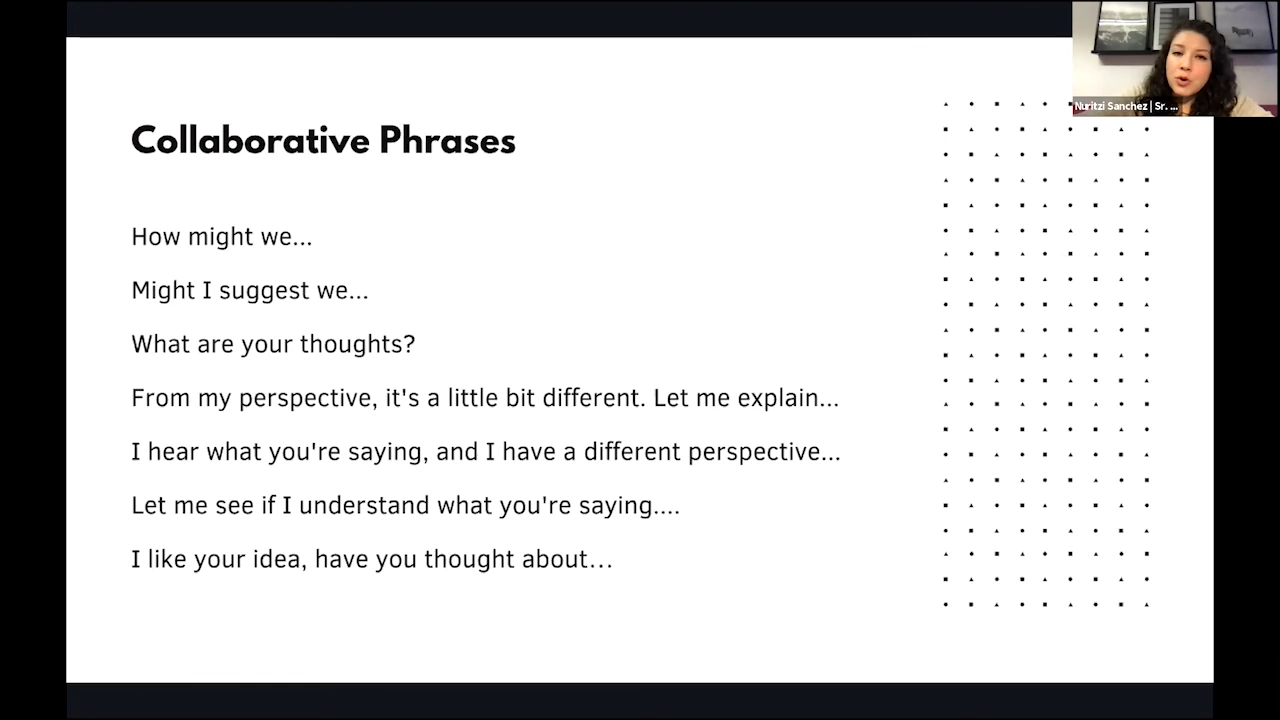 Collaborative Phrases
How might we...
Might I suggest we...
What are your thoughts?
From my perspective, it's a little bit different. Let me explain...
I hear what you're saying, and I have a different perspective...
Let me see if I understand what you're saying....
I like your idea, have you thought about...
Nuritzi Sanchez | Sr. ...